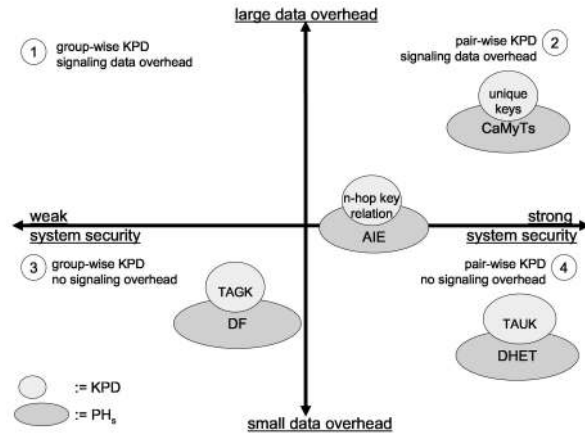 large data overhead
1
group-wise KPD
signaling data overhead
pair-wise KPD
2
signaling data overhead
unique
keys
CaMyTs
n-hop key
relation
AIE
weak
system security
strong
system security
3
group-wise KPD
no signaling overhead
pair-wise KPD
4
no signaling overhead
TAGK
DF
TAUK
DHET
:= KPD
:= PHs
small data overhead